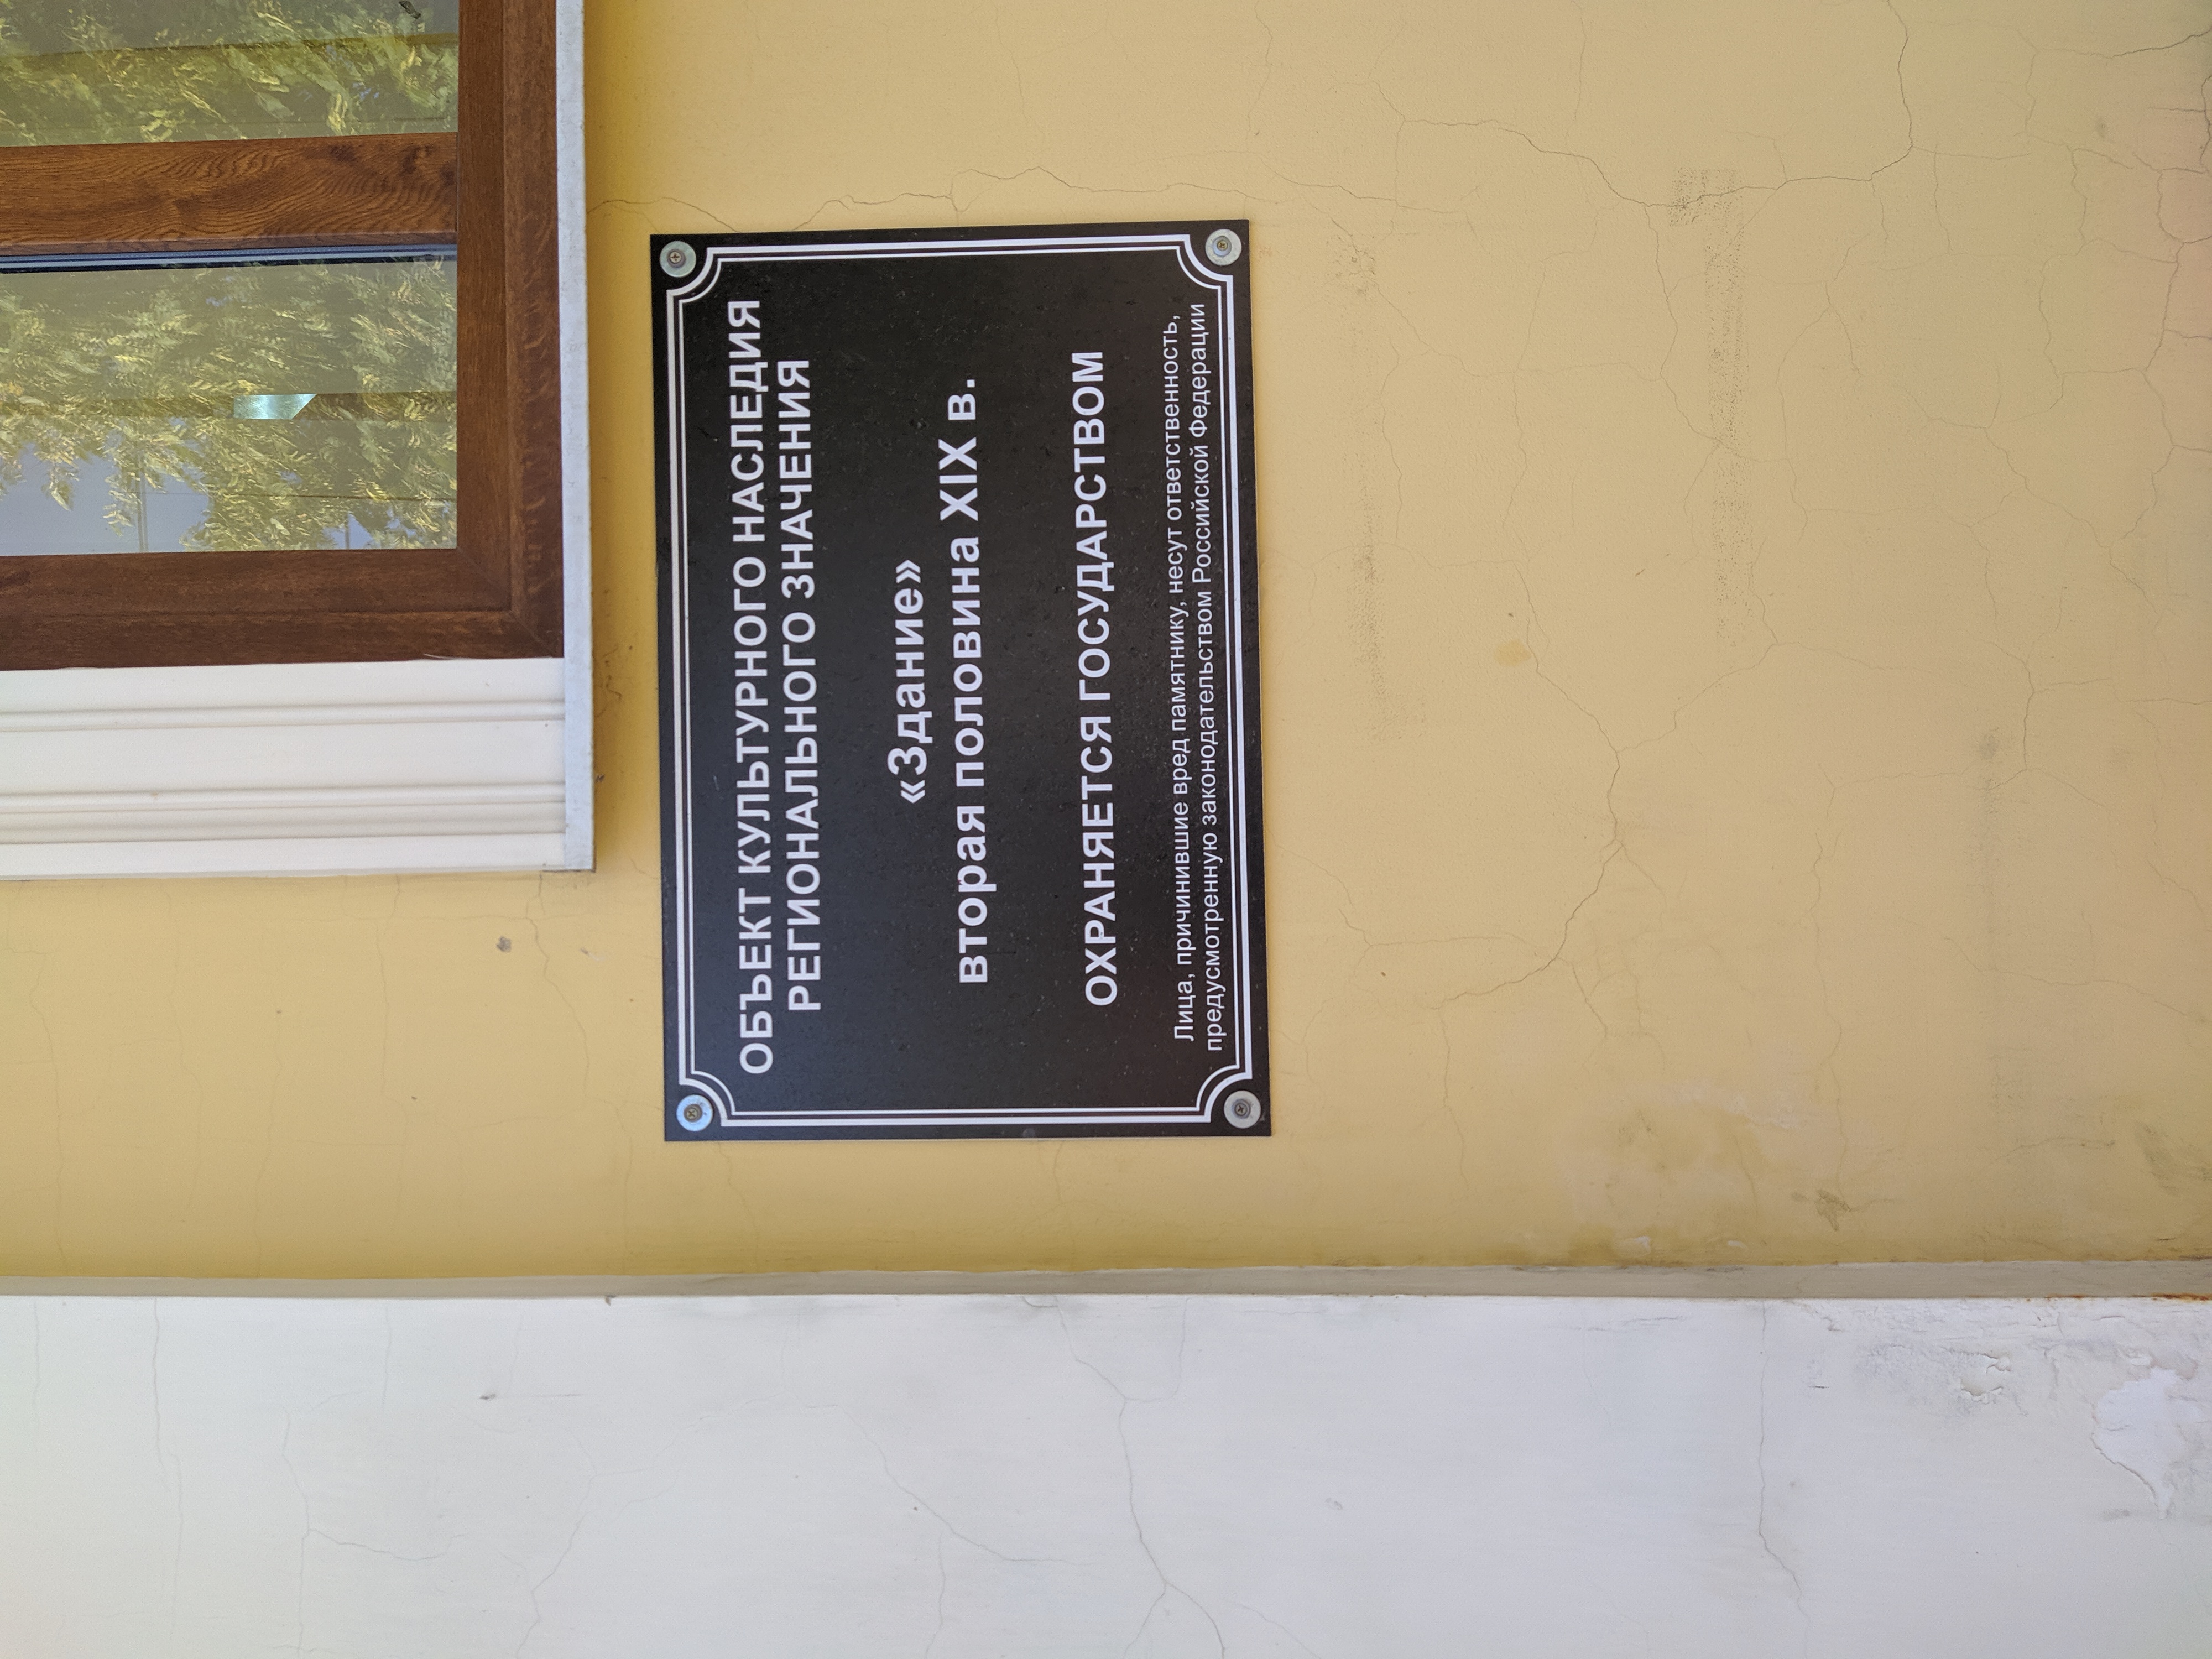 ОБЪЕКТ КУЛЬТУРНОГО НАСЛЕДИЯ
РЕГИОНАЛЬНОГО ЗНАЧЕНИЯ
«Здание»
вторая половина XIX в.
ОХРАНЯЕТСЯ ГОСУДАРСТВОМ
Лица, причинившие вред памятнику, несут ответственность,
предусмотренную законодательством Российской Федерации